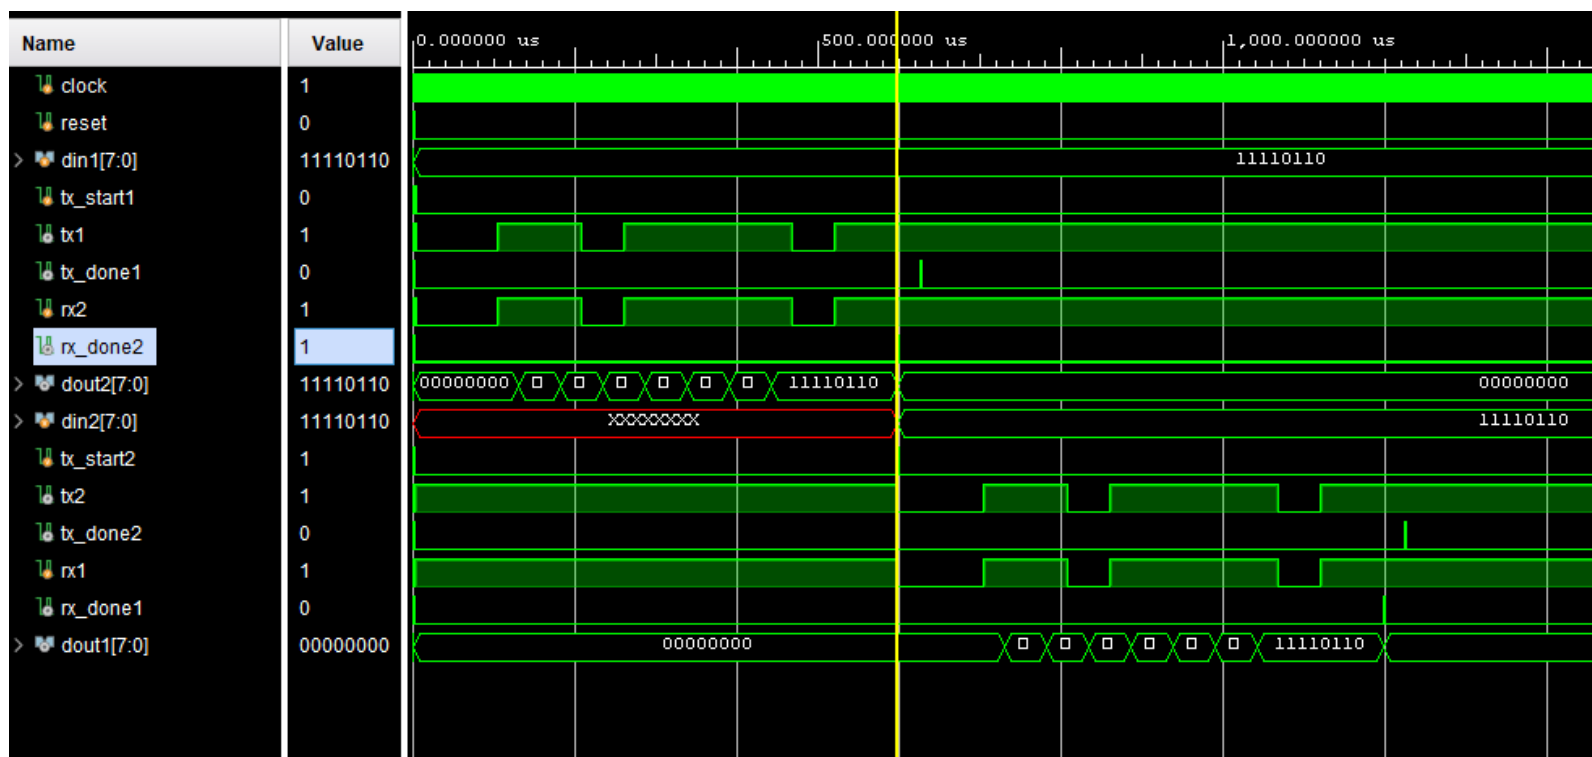 Name Value 0.000000 us 500.000000 us 1,000.000000 us
clock 1
reset 0
din1[7:0] 11110110 11110110
tx_start1 0
tx1 1
tx_done1 0
rx2 1
rx_done2 1
dout2[7:0] 11110110 00000000 11110110 00000000
din2[7:0] 11110110 XXXXXXXX 11110110
tx_start2 1
tx2 1
tx_done2 0
rx1 1
rx_done1 0
dout1[7:0] 00000000 00000000 11110110